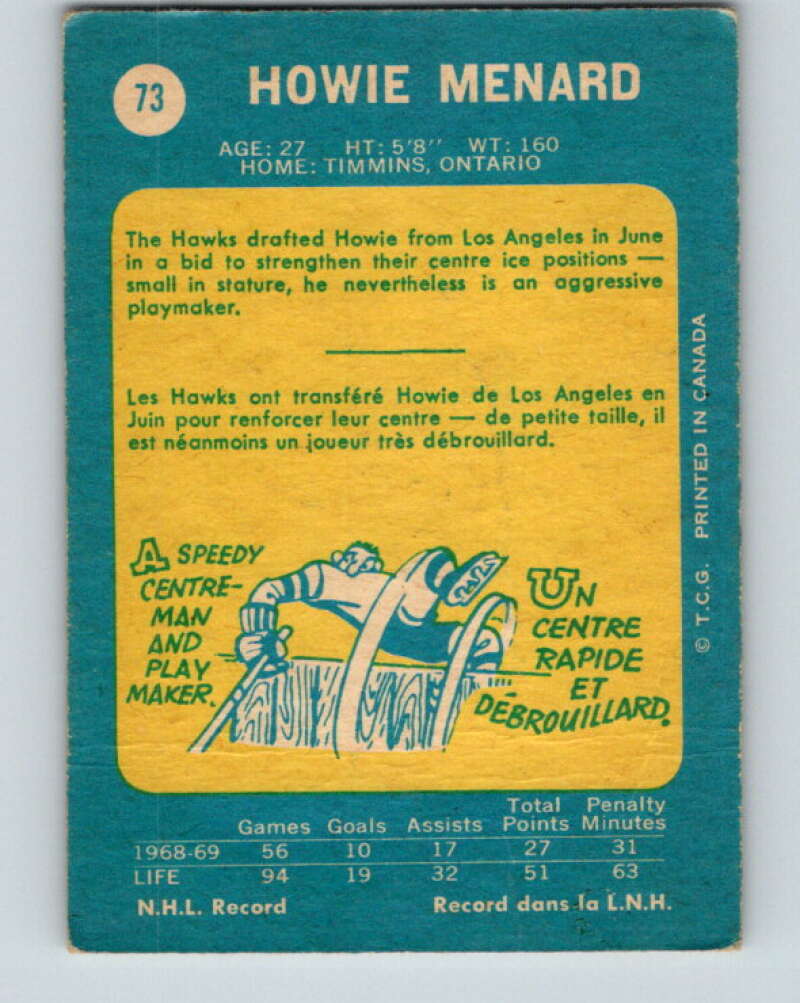 73
HOWIE MENARD
AGE: 27 HT: 5'8'' WT: 160
HOME: TIMMINS, ONTARIO
The Hawks drafted Howie from Los Angeles in June
in a bid to strengthen their centre ice positions —
small in stature, he nevertheless is an aggressive
playmaker.
Les Hawks ont transféré Howie de Los Angeles en
Juin pour renforcer leur centre — de petite taille, il
est néanmoins un joueur très débrouillard.
A SPEEDY
CENTRE-
MAN
AND
PLAY
MAKER.
UN
CENTRE
RAPIDE
ET
DÉBROUILLARD.
© T.C.G. PRINTED IN CANADA
Total Penalty
Games Goals Assists Points Minutes
1968-69 56 10 17 27 31
LIFE 94 19 32 51 63
N.H.L. Record Record dans la L.N.H.